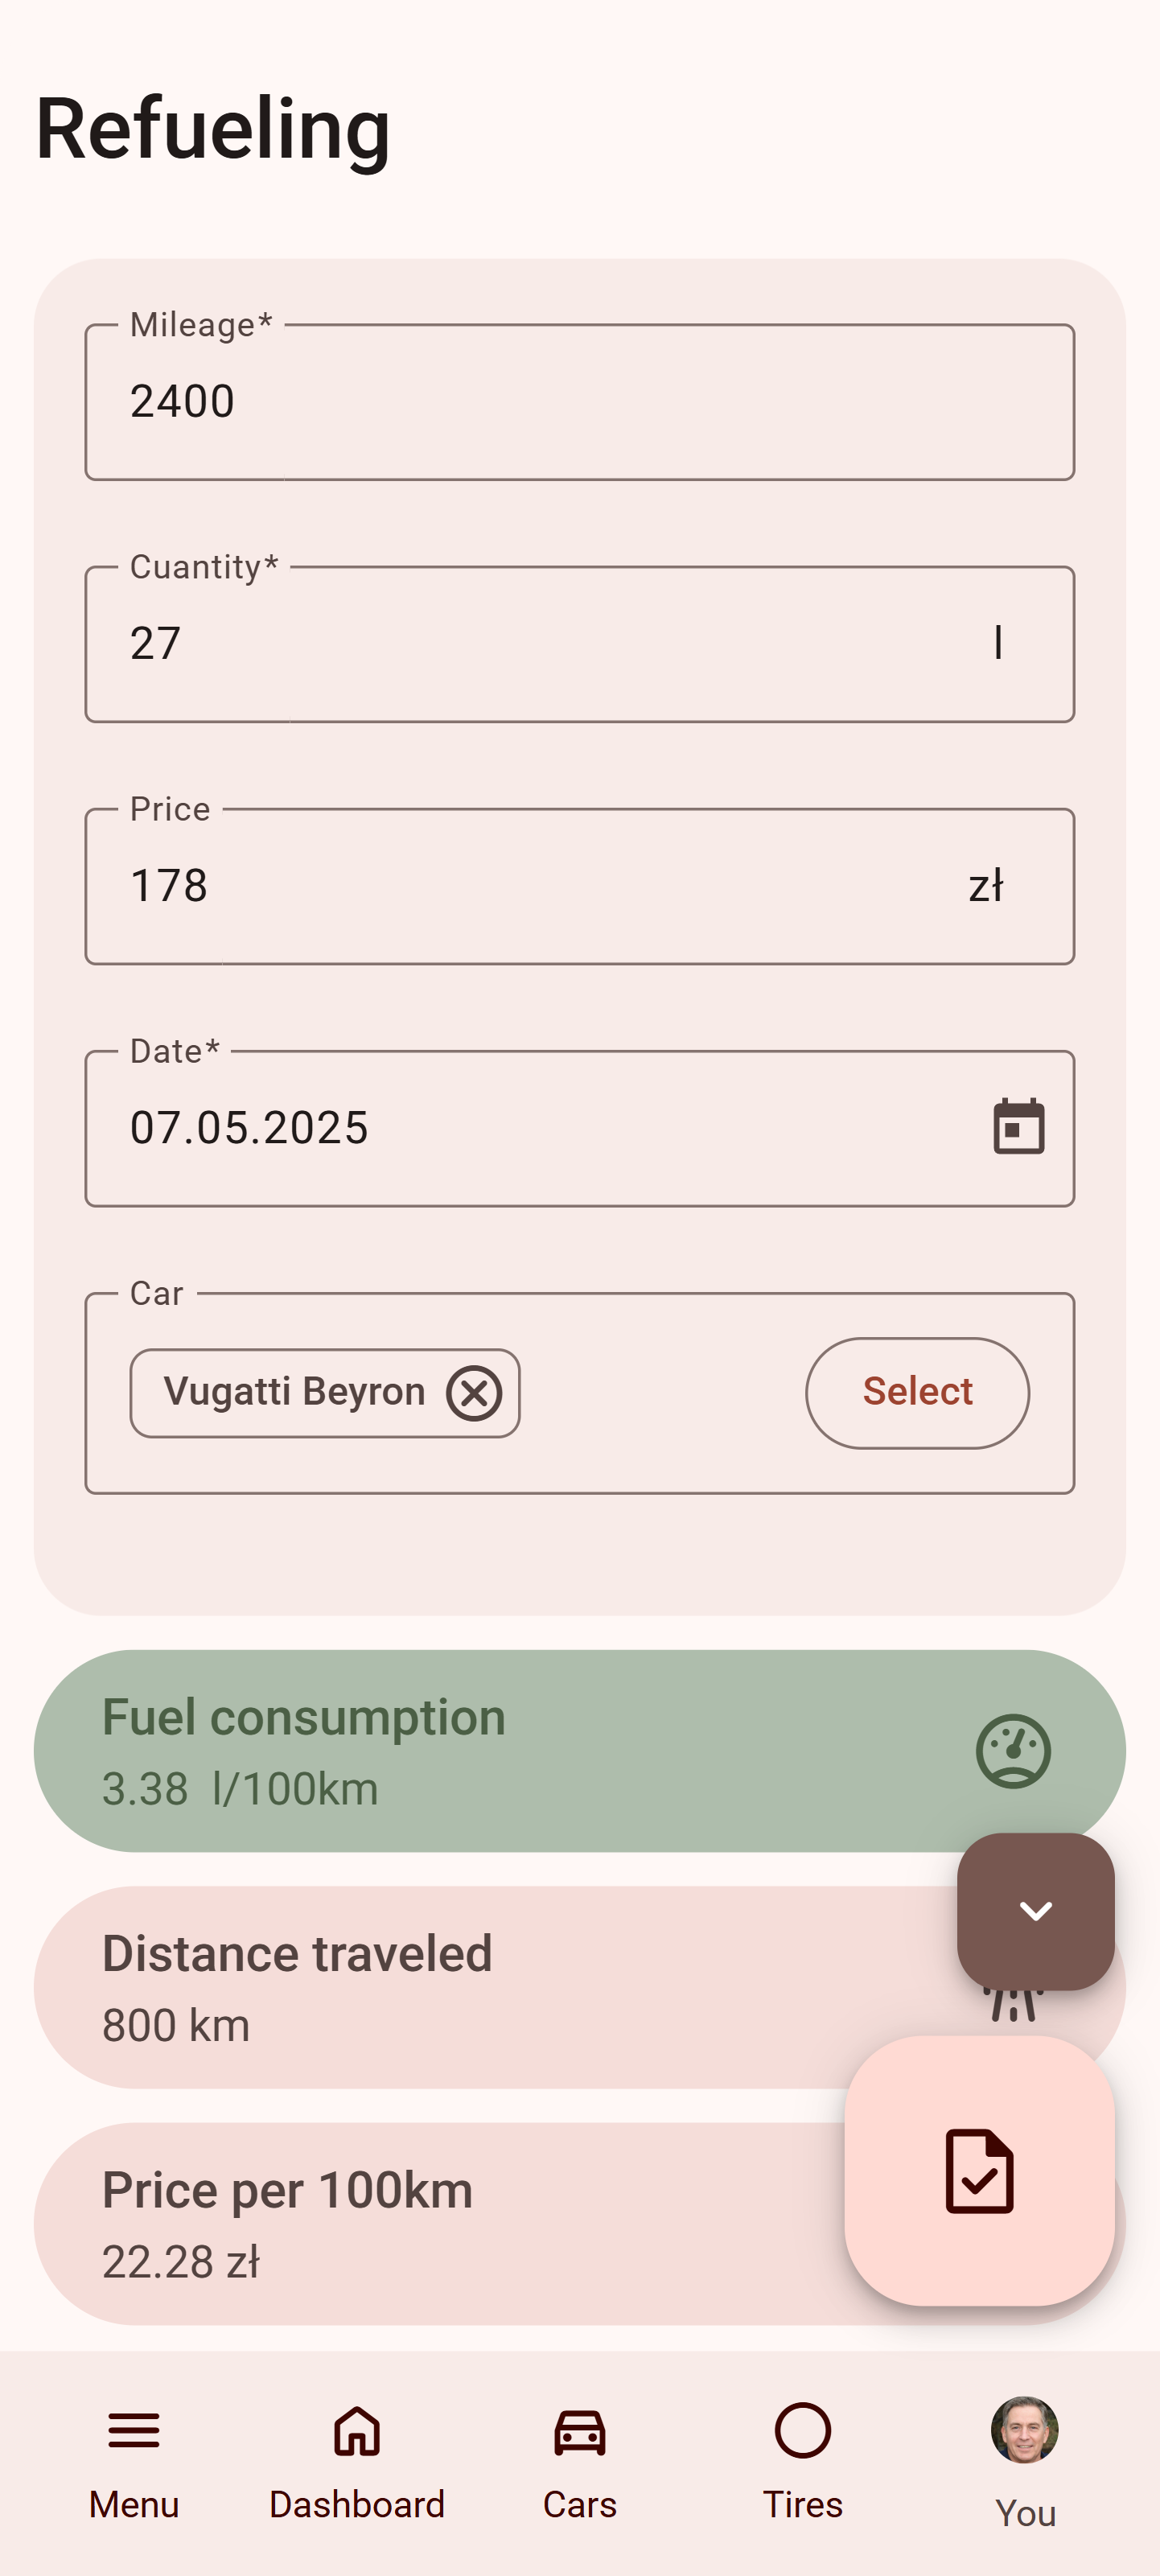 Refueling
Mileage*
2400
Cuantity*
27 l
Price
178 zł
Date*
07.05.2025
Car
Vugatti Beyron Select
Fuel consumption
3.38 l/100km
Distance traveled
800 km
Price per 100km
22.28 zł
Menu Dashboard Cars Tires You